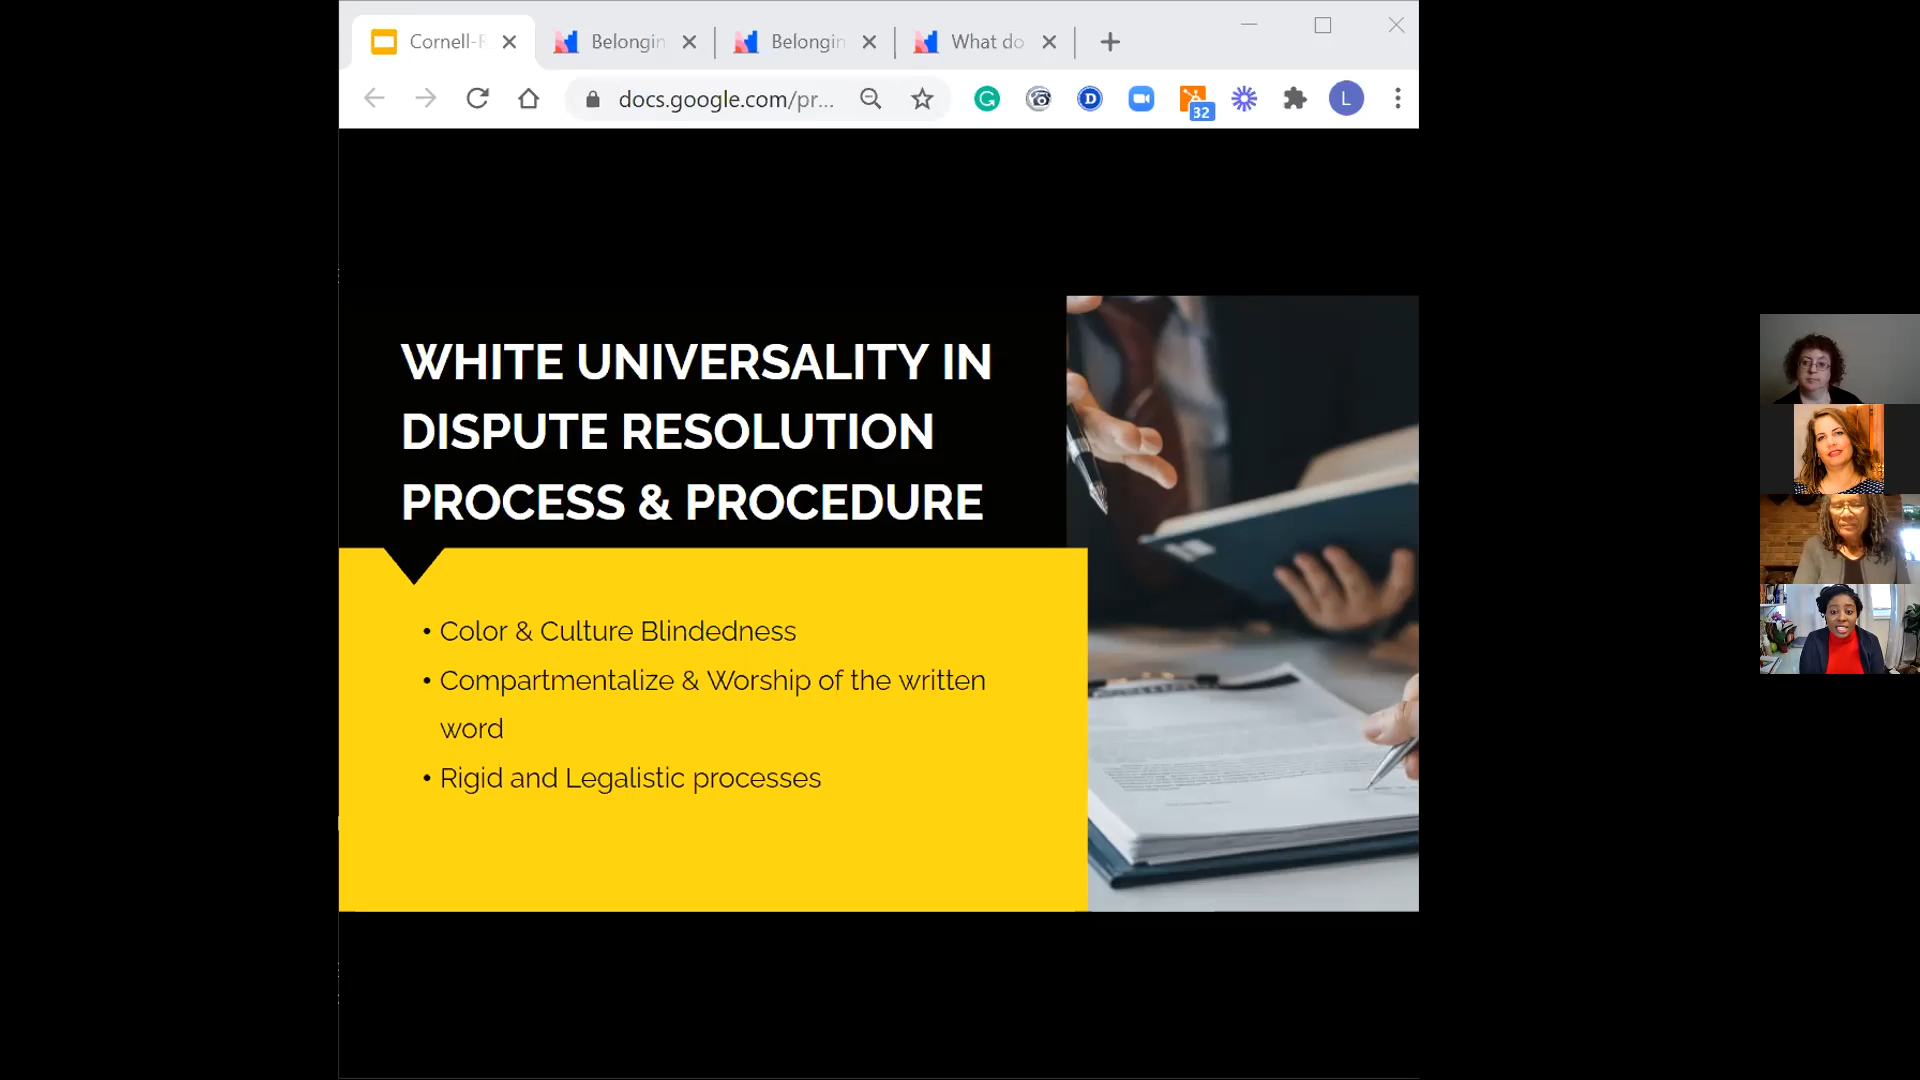 Cornell-R
Belongin
Belongin
What do
docs.google.com/pr...
32
L
WHITE UNIVERSALITY IN
DISPUTE RESOLUTION
PROCESS & PROCEDURE
• Color & Culture Blindedness
• Compartmentalize & Worship of the written
word
• Rigid and Legalistic processes